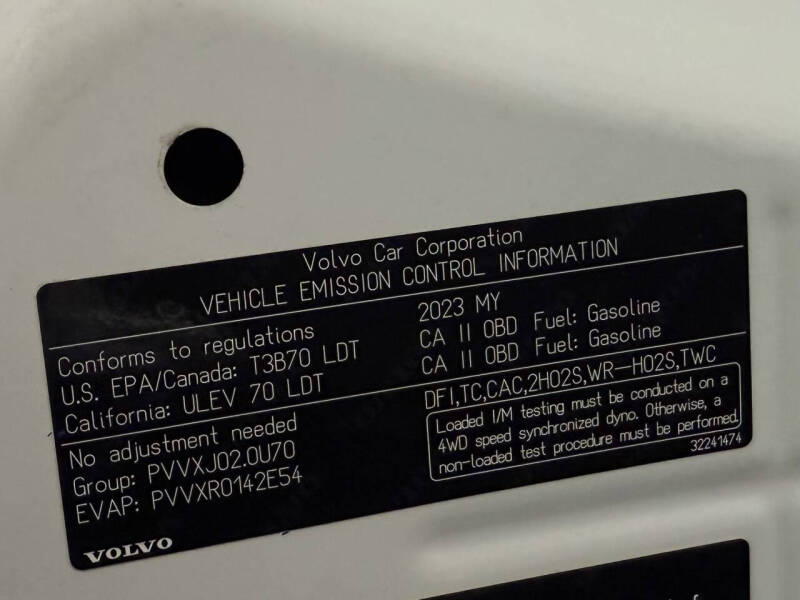 Volvo Car Corporation
VEHICLE EMISSION CONTROL INFORMATION
Conforms to regulations 2023 MY
U.S. EPA/Canada: T3B70 LDT CA II OBD Fuel: Gasoline
California: ULEV 70 LDT CA II OBD Fuel: Gasoline
No adjustment needed DFI,TC,CAC,2HO2S,WR-HO2S,TWC
Group: PVVXJ02.0U70
EVAP: PVVXR0142E54
Loaded I/M testing must be conducted on a
4WD speed synchronized dyno. Otherwise, a
non-loaded test procedure must be performed.
32241474
VOLVO